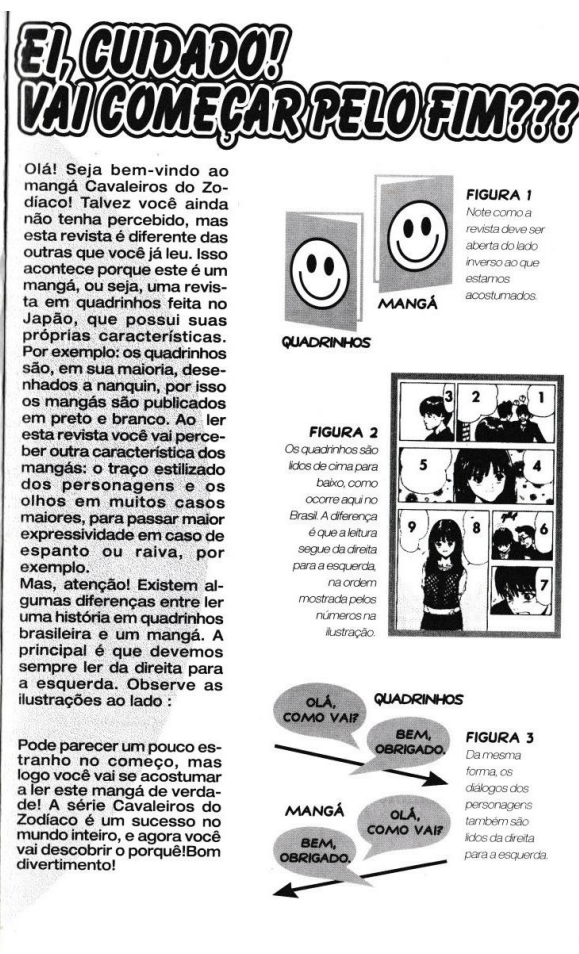 EI, CUIDADO!
VAI COMEÇAR PELO FIM???
Olá! Seja bem-vindo ao
mangá Cavaleiros do Zo-
díaco! Talvez você ainda
não tenha percebido, mas
esta revista é diferente das
outras que você já leu. Isso
acontece porque este é um
mangá, ou seja, uma revis-
ta em quadrinhos feita no
Japão, que possui suas
próprias características.
Por exemplo: os quadrinhos
são, em sua maioria, dese-
nhados a nanquin, por isso
os mangás são publicados
em preto e branco. Ao ler
esta revista você vai perce-
ber outra característica dos
mangás: o traço estilizado
dos personagens e os
olhos em muitos casos
maiores, para passar maior
expressividade em caso de
espanto ou raiva, por
exemplo.
Mas, atenção! Existem al-
gumas diferenças entre ler
uma história em quadrinhos
brasileira e um mangá. A
principal é que devemos
sempre ler da direita para
a esquerda. Observe as
ilustrações ao lado :
Pode parecer um pouco es-
tranho no começo, mas
logo você vai se acostumar
a ler este mangá de verda-
de! A série Cavaleiros do
Zodíaco é um sucesso no
mundo inteiro, e agora você
vai descobrir o porquê!Bom
divertimento!
QUADRINHOS
MANGÁ
FIGURA 1
Note como a
revista deve ser
aberta do lado
inverso ao que
estamos
acostumados.
FIGURA 2
Os quadrinhos são
lidos de cima para
baixo, como
ocorre aqui no
Brasil. A diferença
é que a leitura
segue da direita
para a esquerda,
na ordem
mostrada pelos
números na
ilustração.
3 2 1
5 4
9 8 6
7
QUADRINHOS
OLÁ,
COMO VAI?
BEM,
OBRIGADO.
MANGÁ
OLÁ,
COMO VAI?
BEM,
OBRIGADO.
FIGURA 3
Da mesma
forma, os
diálogos dos
personagens
também são
lidos da direita
para a esquerda.